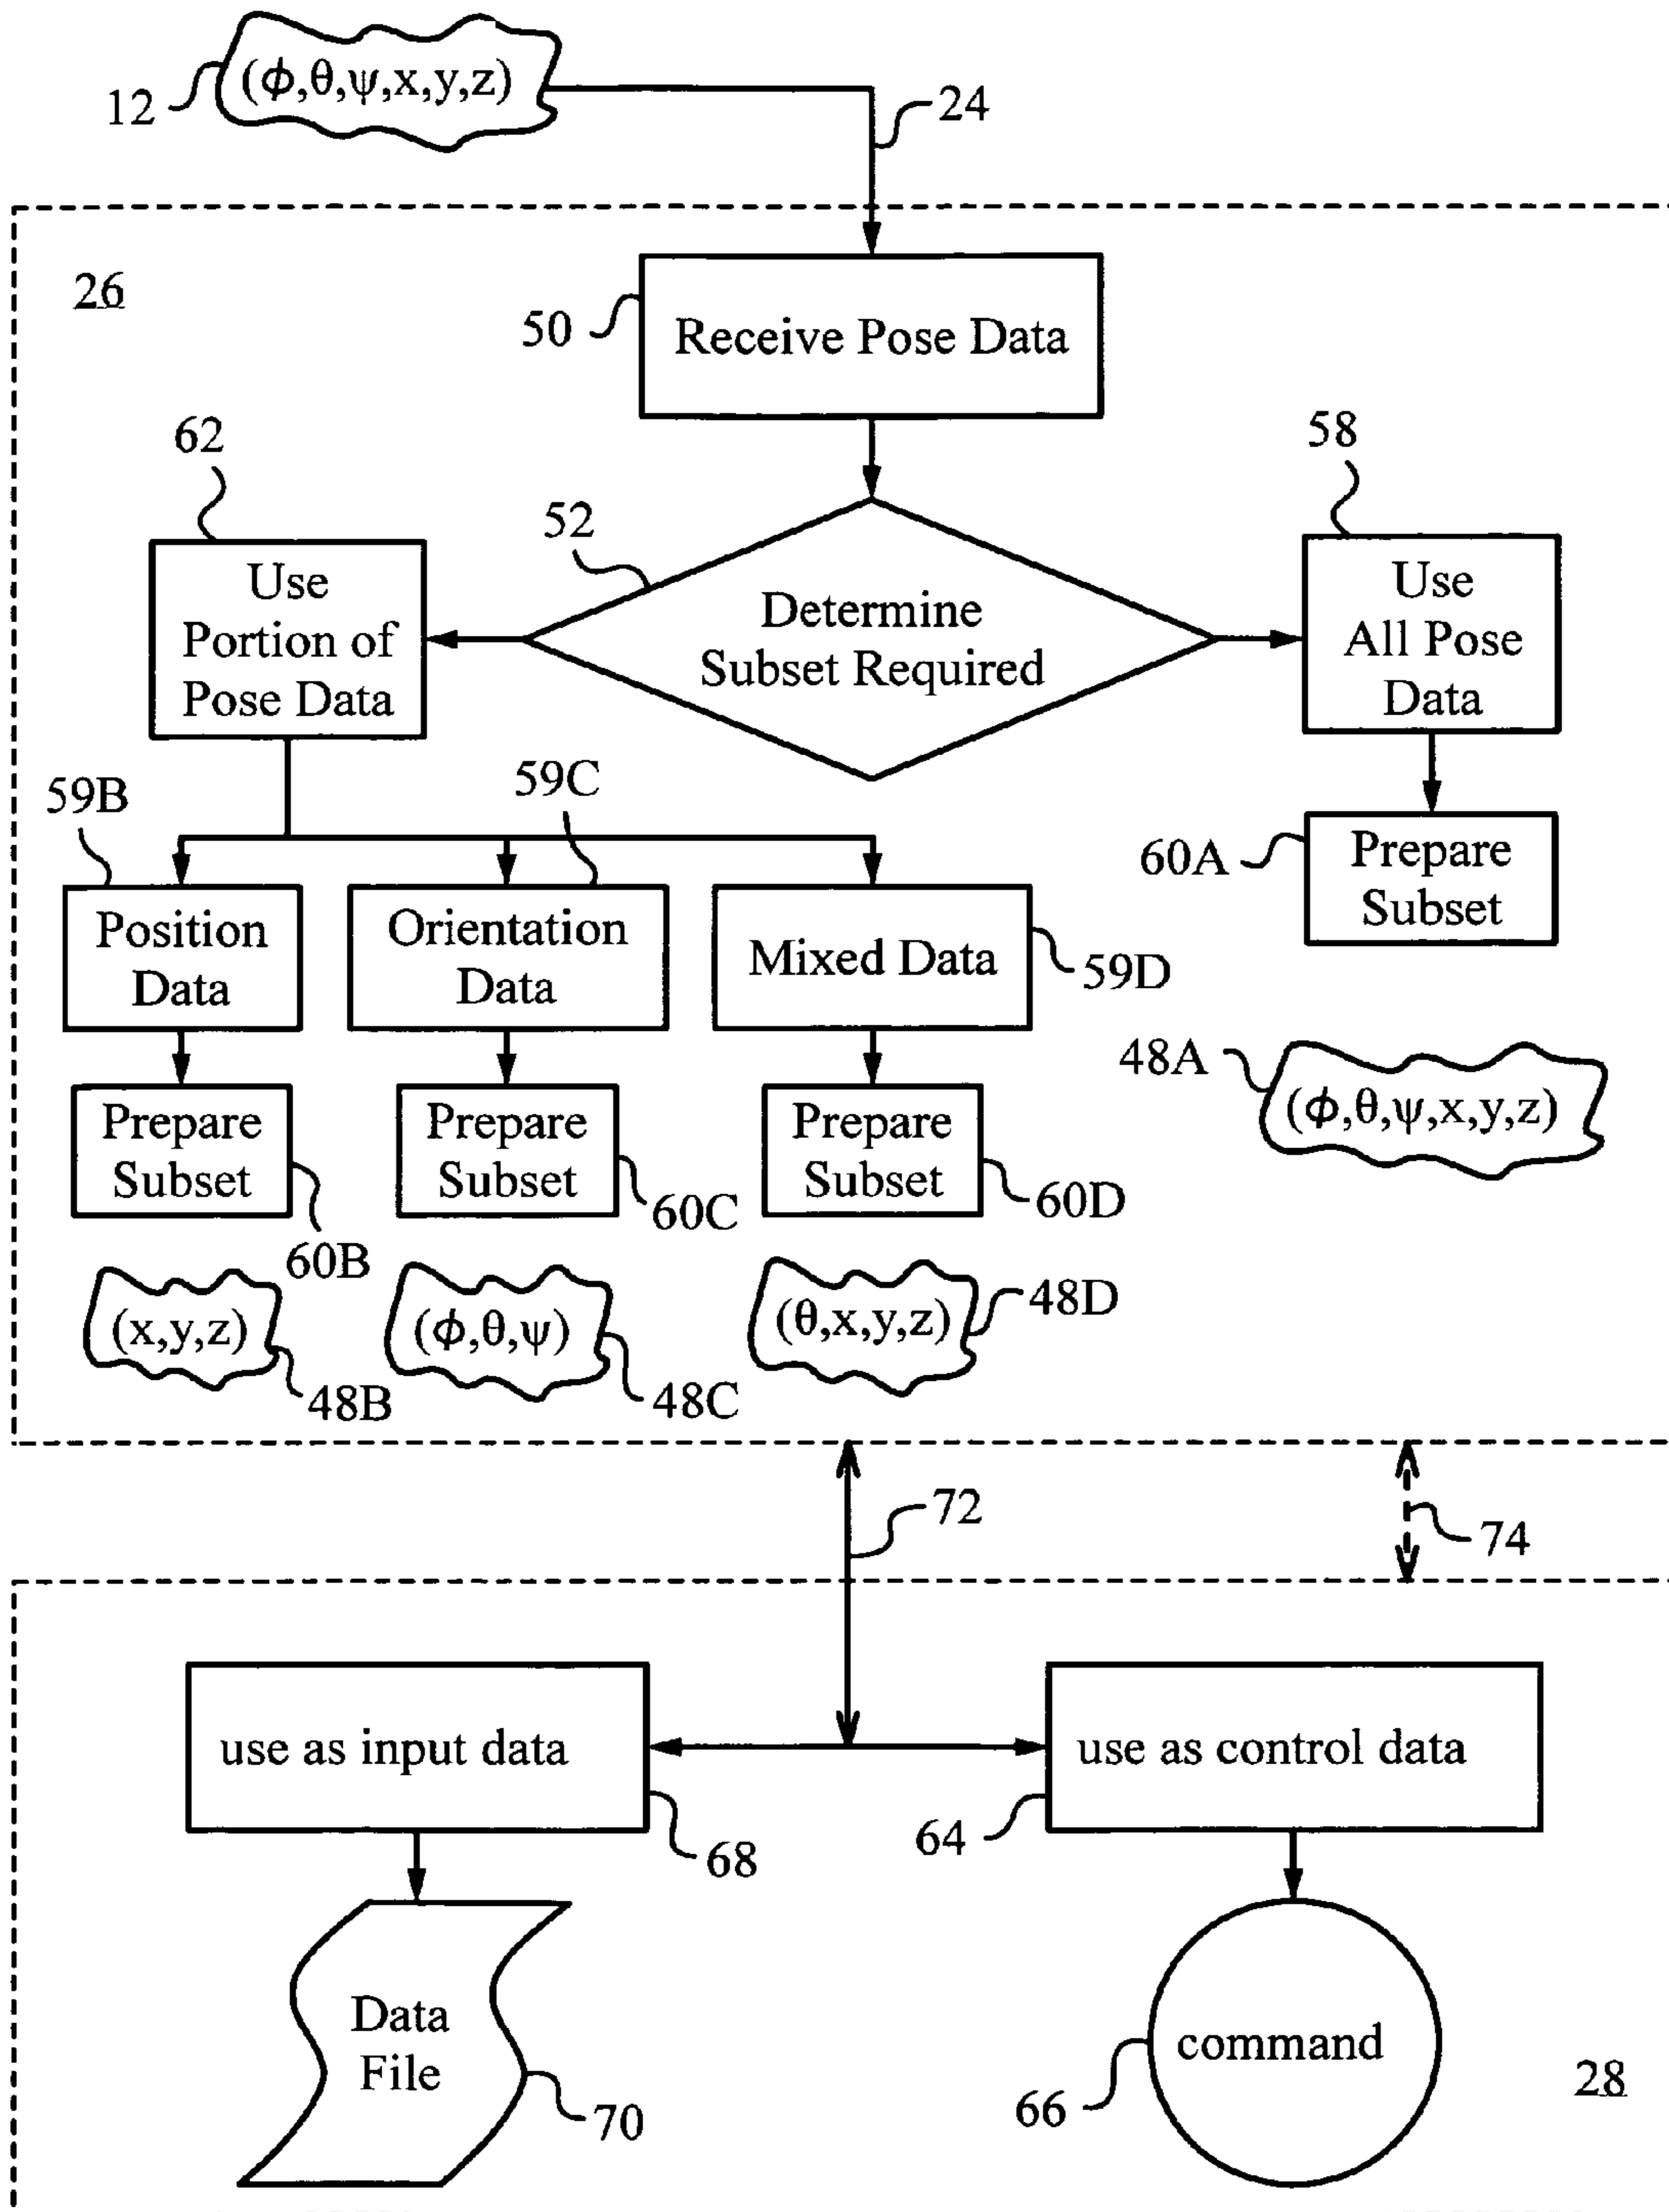 (ϕ,θ,ψ,x,y,z)
12
24
26
50
Receive Pose Data
62
58
52
Use
Portion of
Pose Data
Determine
Subset Required
Use
All Pose
Data
59B
59C
60A
Prepare
Subset
Position
Data
Orientation
Data
Mixed Data
59D
48A
(ϕ,θ,ψ,x,y,z)
Prepare
Subset
Prepare
Subset
Prepare
Subset
60B
60C
60D
(x,y,z)
(ϕ,θ,ψ)
(θ,x,y,z)
48D
48B
48C
72
74
use as input data
use as control data
68
64
Data
File
command
70
66
28